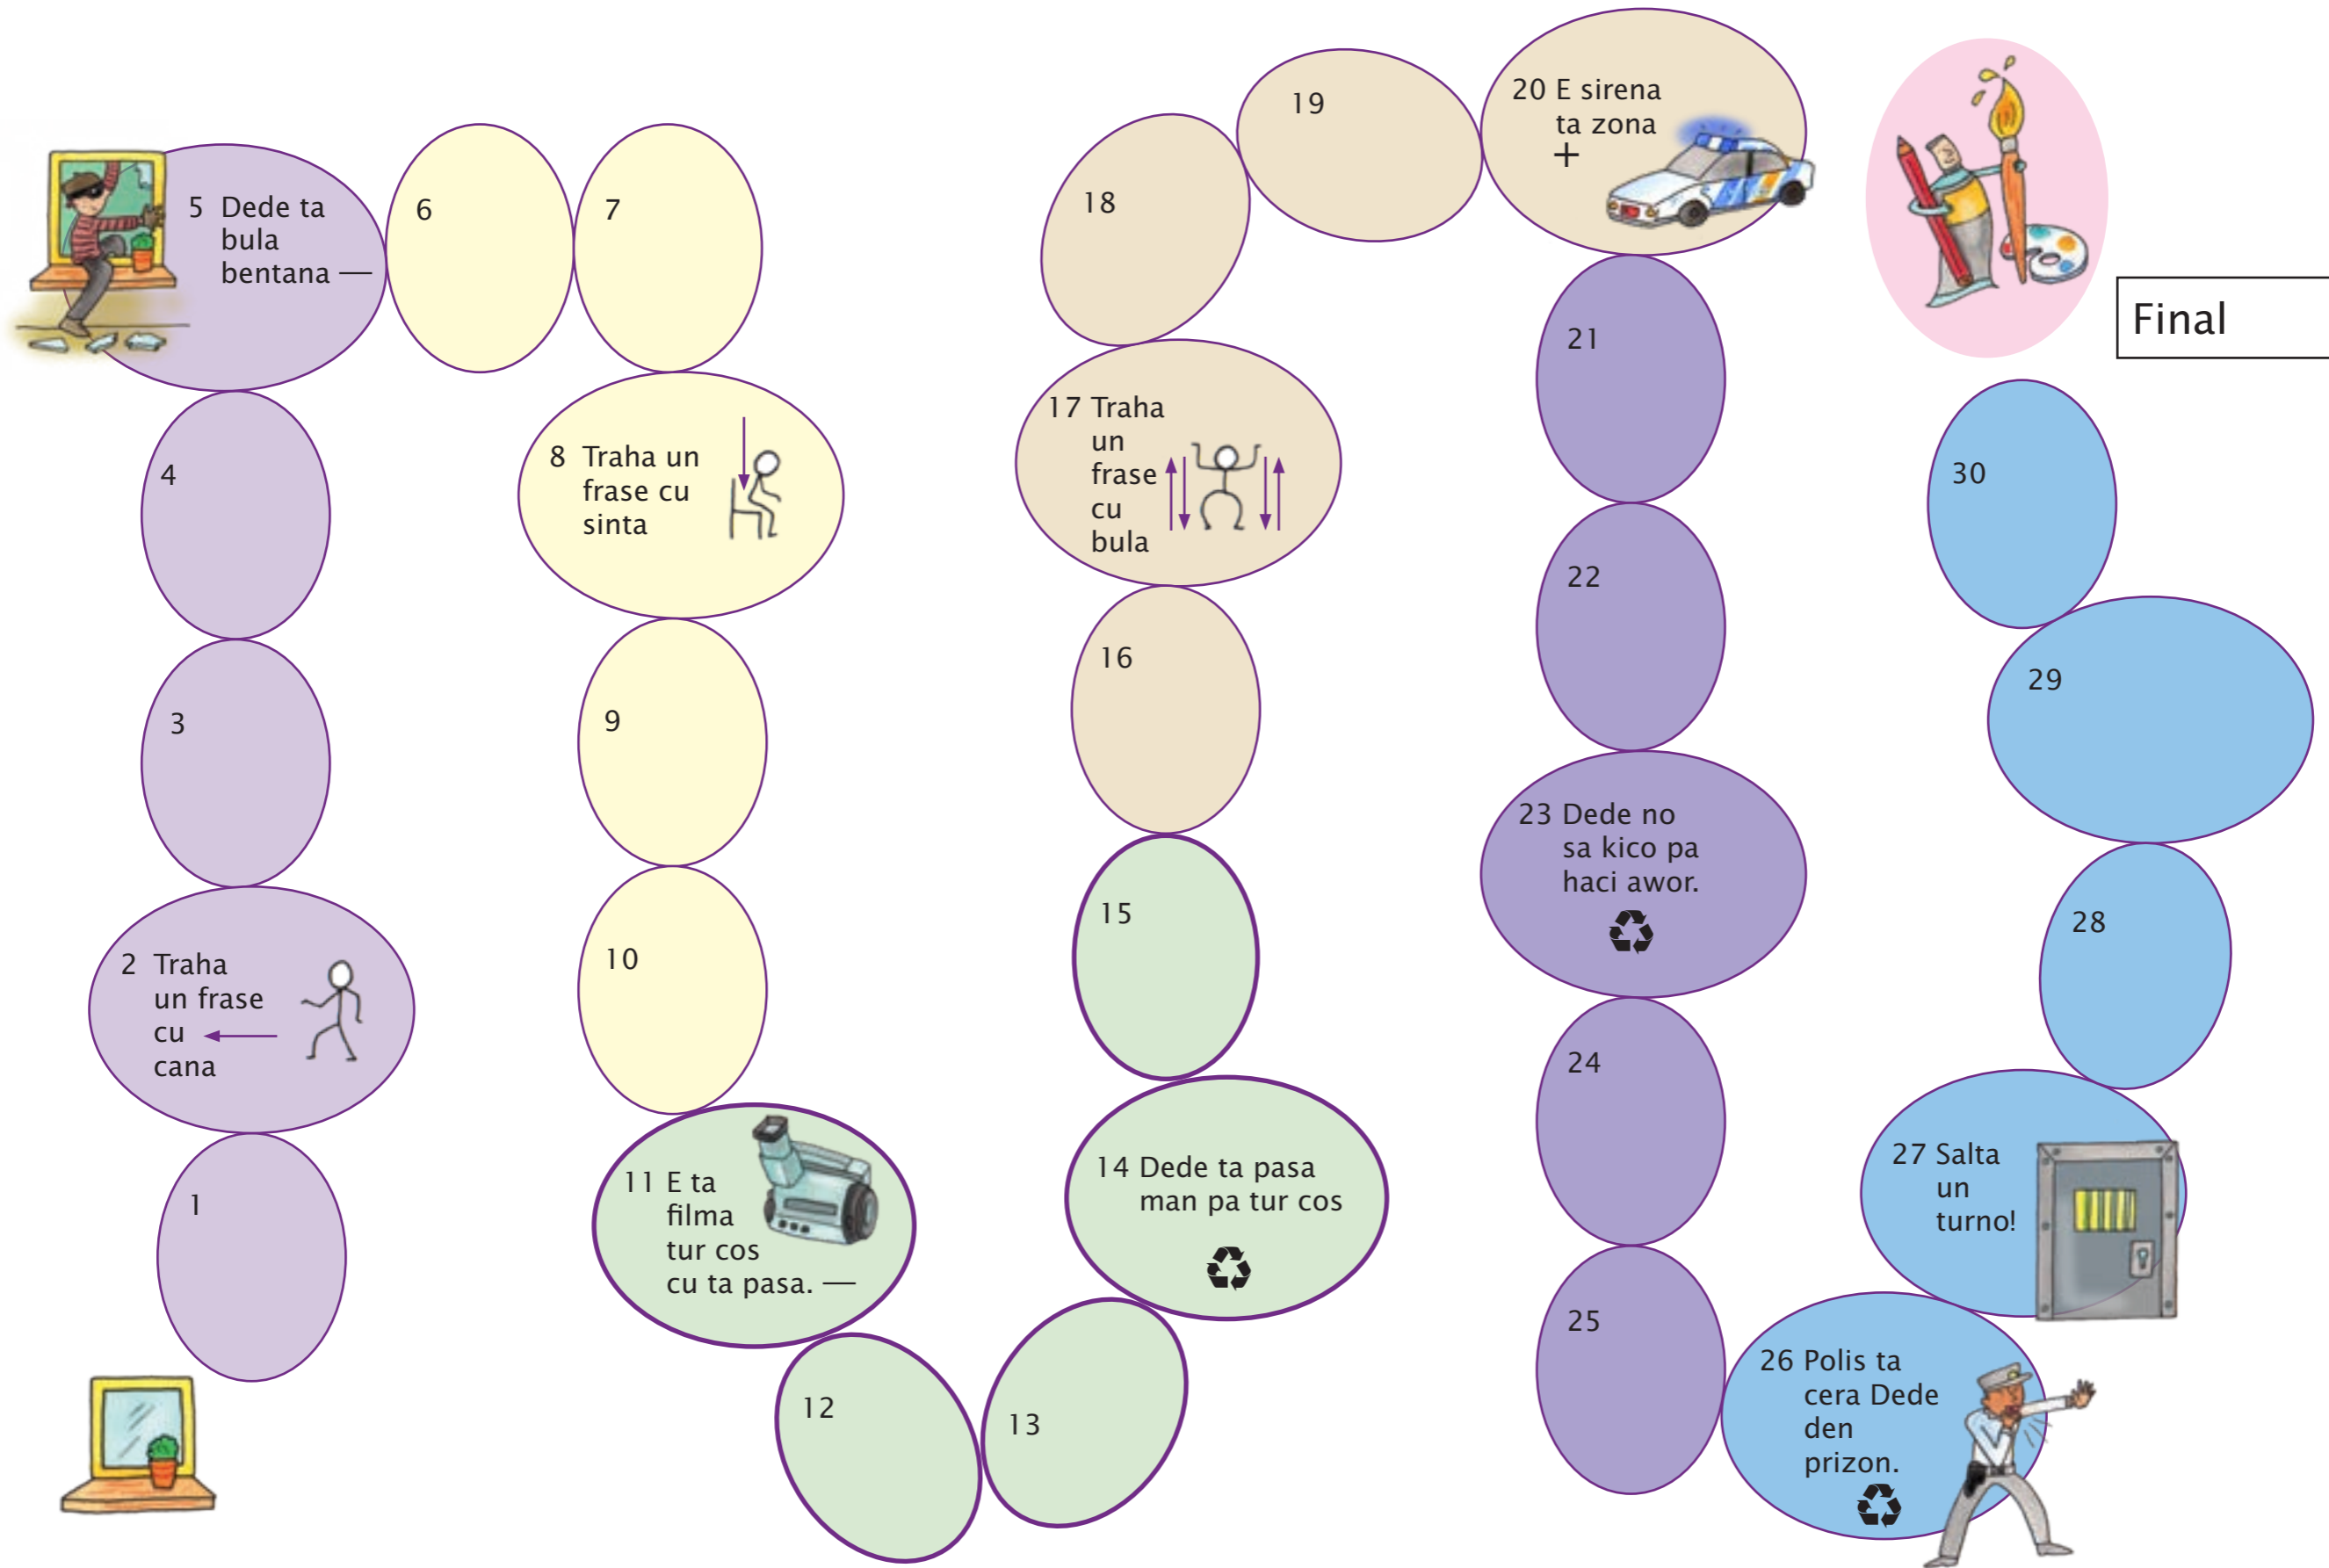 1
2 Traha
un frase
cu
cana
3
4
5 Dede ta
bula
bentana —
6
7
8 Traha un
frase cu
sinta
9
10
11 E ta
filma
tur cos
cu ta pasa. —
12
13
14 Dede ta pasa
man pa tur cos
15
16
17 Traha
un
frase
cu
bula
18
19
20 E sirena
ta zona
+
21
22
23 Dede no
sa kico pa
haci awor.
24
25
26 Polis ta
cera Dede
den
prizon.
27 Salta
un
turno!
28
29
30
Final